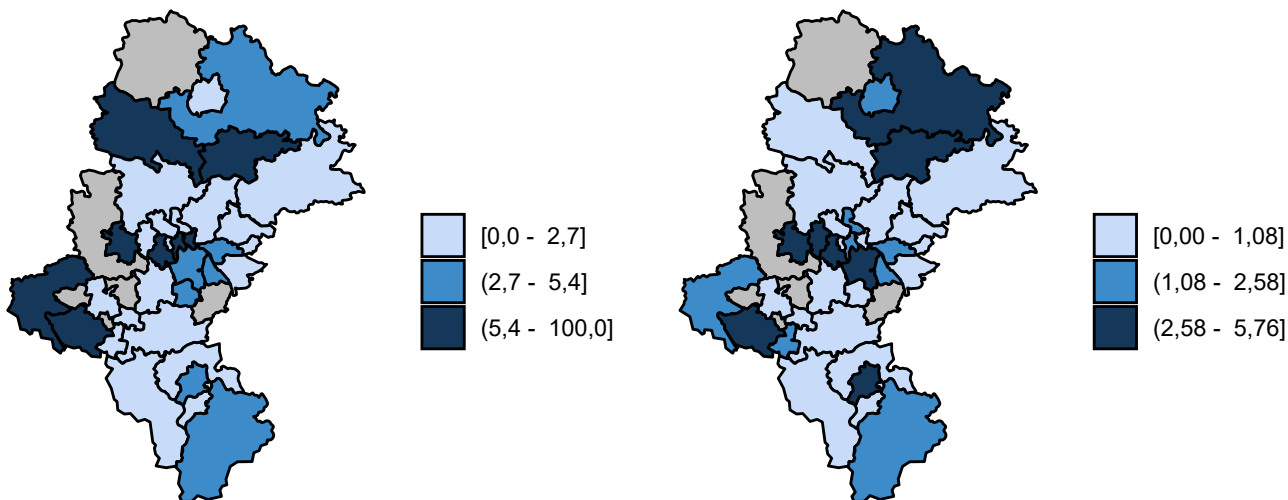 [0,0 - 2,7]
(2,7 - 5,4]
(5,4 - 100,0]
[0,00 - 1,08]
(1,08 - 2,58]
(2,58 - 5,76]